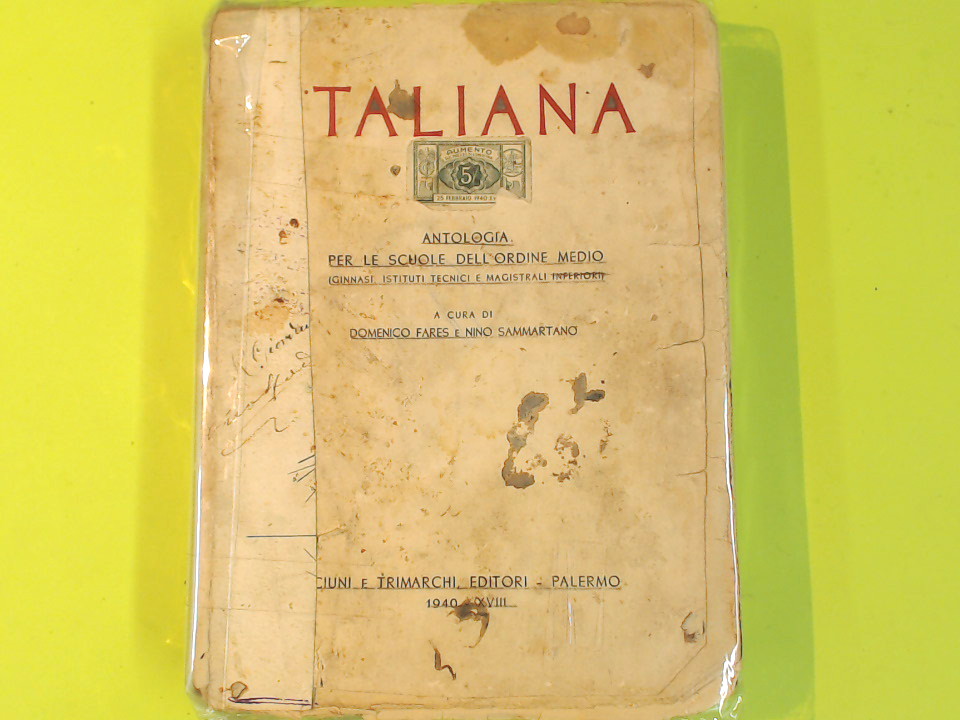 TALIANA
AUMENTO
5
25 FEBBRAIO 1940
ANTOLOGIA
PER LE SCUOLE DELL'ORDINE MEDIO
(GINNASI, ISTITUTI TECNICI E MAGISTRALI INFERIORI)
A CURA DI
DOMENICO FARES E NINO SAMMARTANO
CIUNI E TRIMARCHI, EDITORI - PALERMO
1940 - XVIII